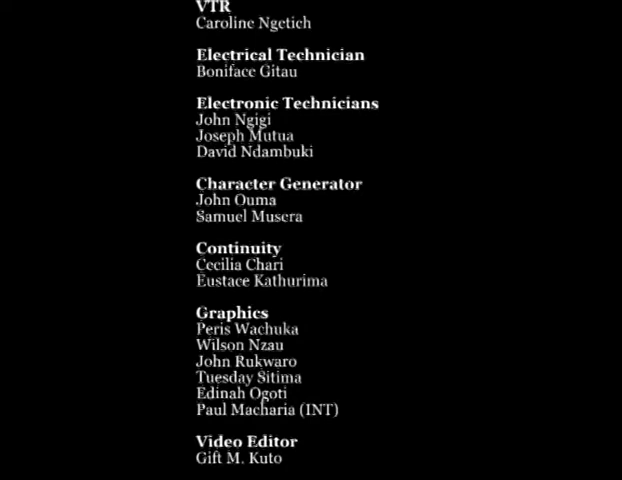 VTR
Caroline Ngetich
Electrical Technician
Boniface Gitau
Electronic Technicians
John Ngigi
Joseph Mutua
David Ndambuki
Character Generator
John Ouma
Samuel Musera
Continuity
Cecilia Chari
Eustace Kathurima
Graphics
Peris Wachuka
Wilson Nzau
John Rukwaro
Tuesday Sitima
Edinah Ogoti
Paul Macharia (INT)
Video Editor
Gift M. Kuto